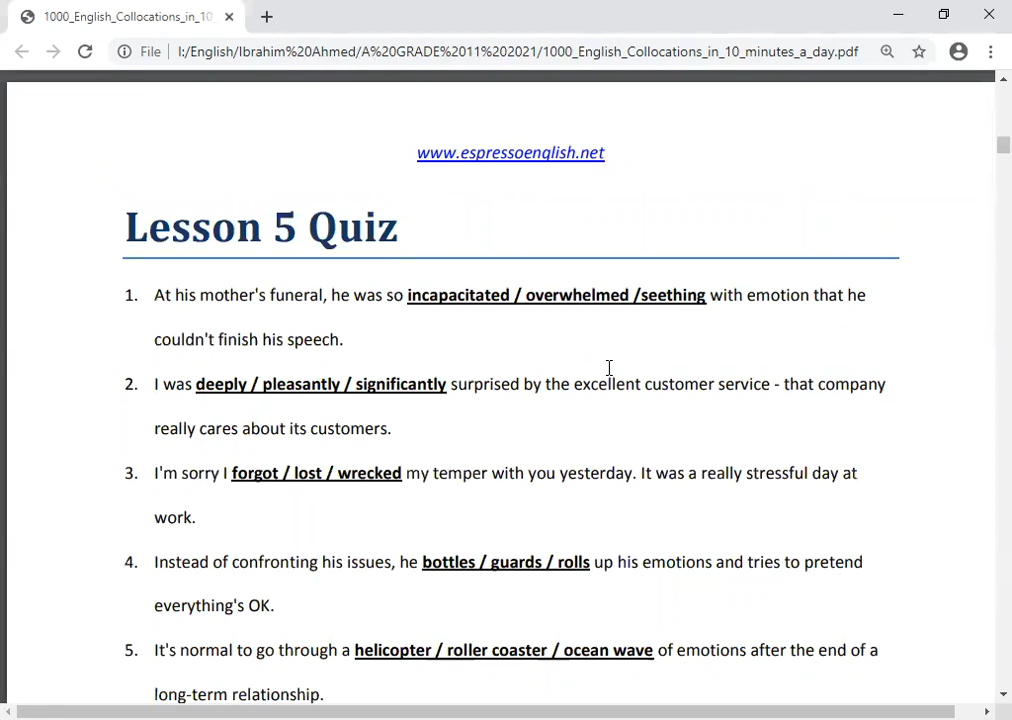 1000_English_Collocations_in_10
File
I:/English/Ibrahim%20Ahmed/A%20GRADE%2011%202021/1000_English_Collocations_in_10_minutes_a_day.pdf
www.espressoenglish.net
Lesson 5 Quiz
1. At his mother's funeral, he was so incapacitated / overwhelmed /seething with emotion that he
couldn't finish his speech.
2. I was deeply / pleasantly / significantly surprised by the excellent customer service - that company
really cares about its customers.
3. I'm sorry I forgot / lost / wrecked my temper with you yesterday. It was a really stressful day at
work.
4. Instead of confronting his issues, he bottles / guards / rolls up his emotions and tries to pretend
everything's OK.
5. It's normal to go through a helicopter / roller coaster / ocean wave of emotions after the end of a
long-term relationship.